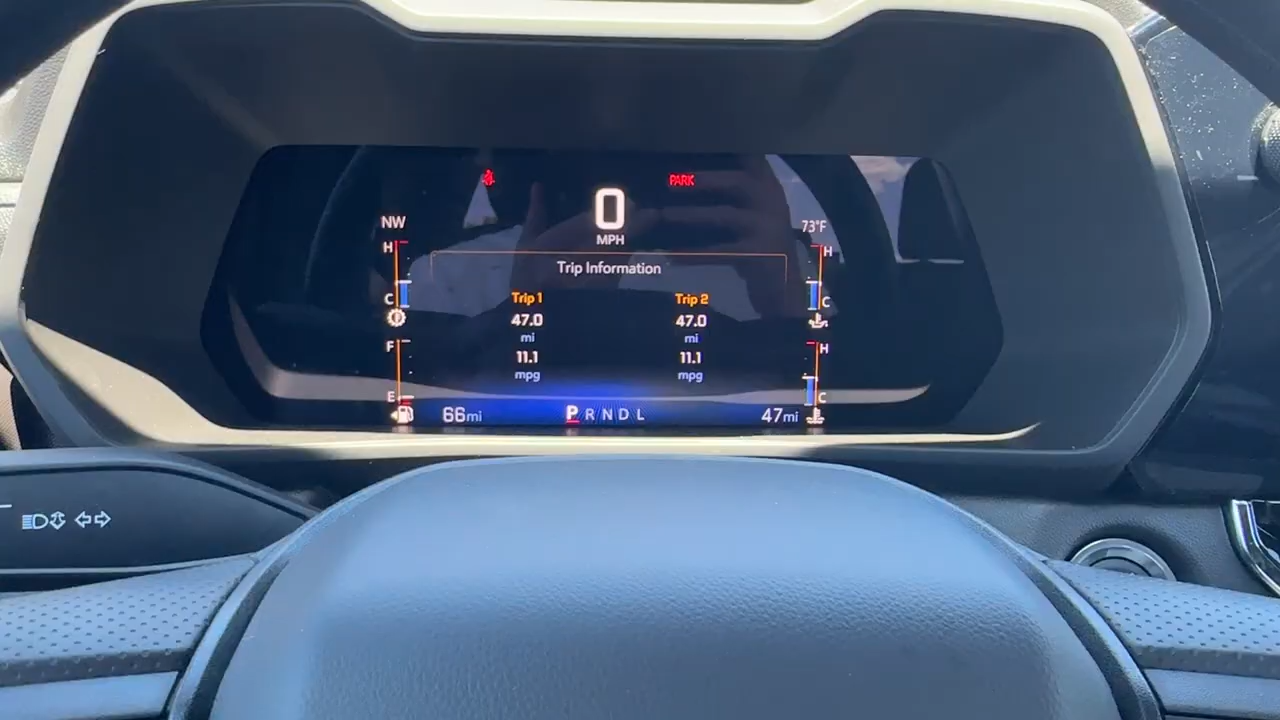 PARK
0
MPH
NW
73°F
H
H
Trip Information
C
C
Trip 1
Trip 2
47.0
47.0
mi
mi
F
H
11.1
11.1
mpg
mpg
E
C
66mi
P R N D L
47mi